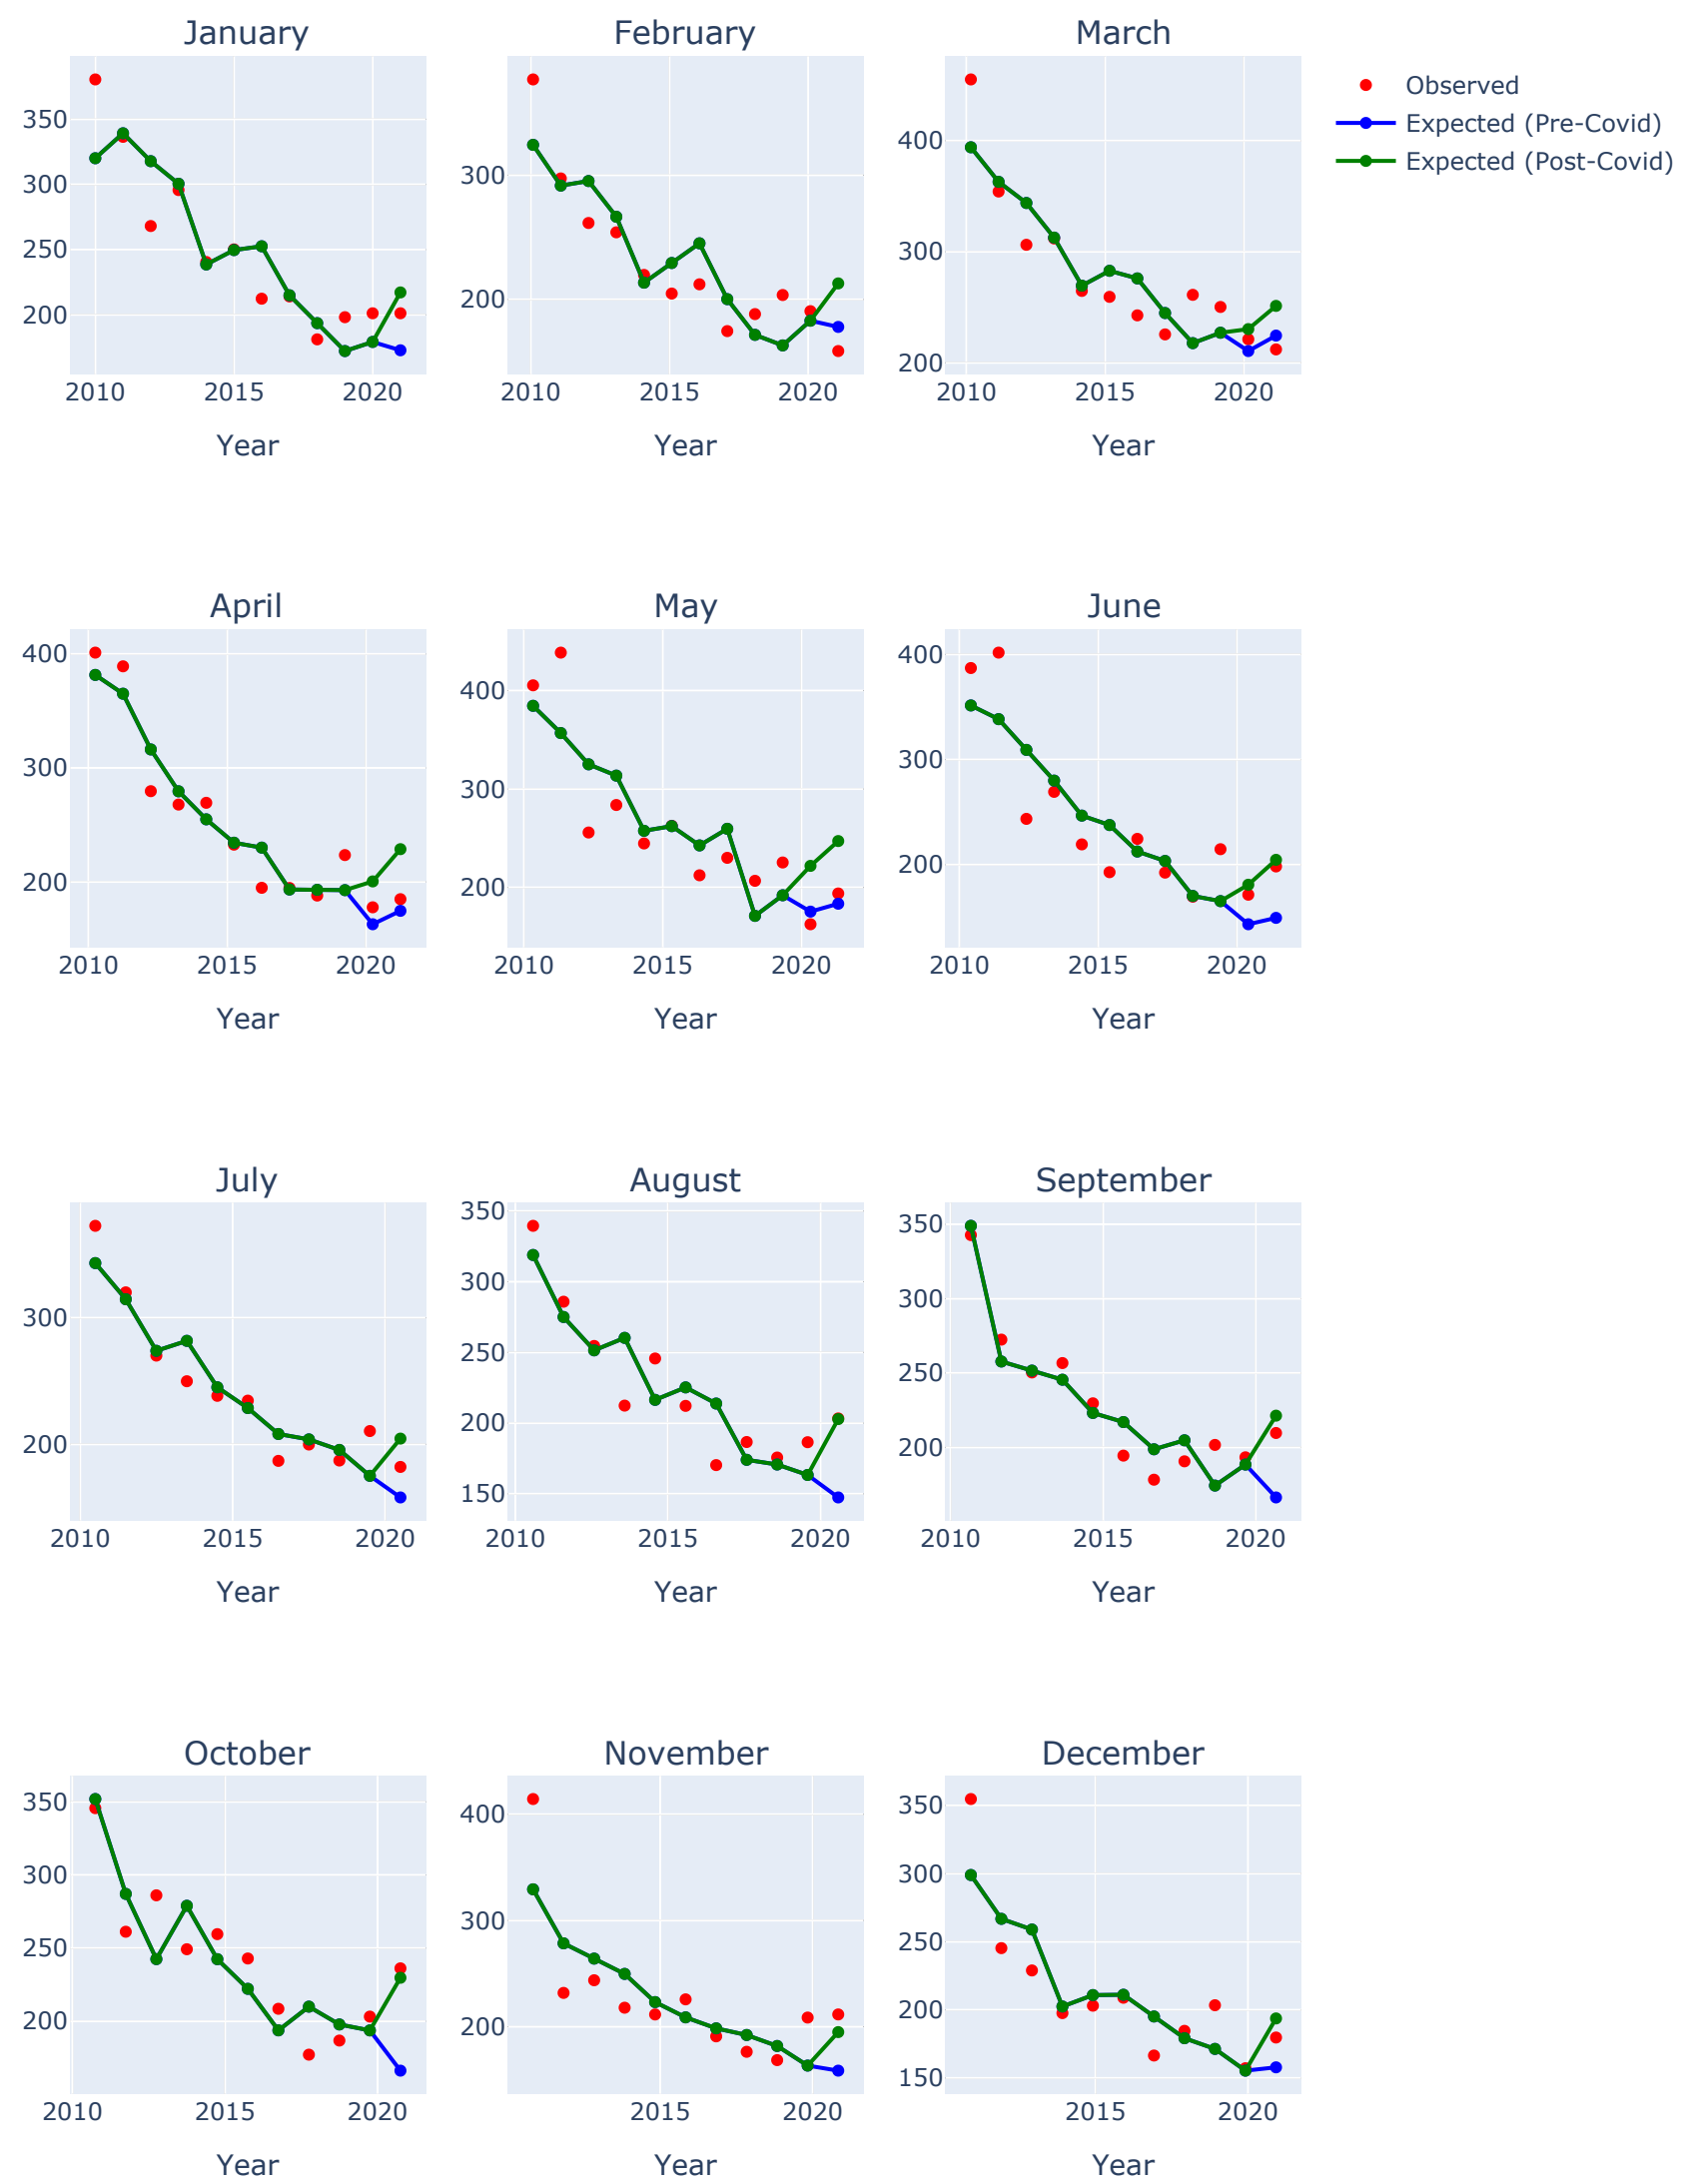 January
February
March
Observed
Expected (Pre-Covid)
Expected (Post-Covid)
350
300
250
200
2010 2015 2020
Year
300
200
2010 2015 2020
Year
400
300
200
2010 2015 2020
Year
April
May
June
400
300
200
2010 2015 2020
Year
400
300
200
2010 2015 2020
Year
400
300
200
2010 2015 2020
Year
July
August
September
300
200
2010 2015 2020
Year
350
300
250
200
150
2010 2015 2020
Year
350
300
250
200
2010 2015 2020
Year
October
November
December
350
300
250
200
2010 2015 2020
Year
400
300
200
2015 2020
Year
350
300
250
200
150
2015 2020
Year